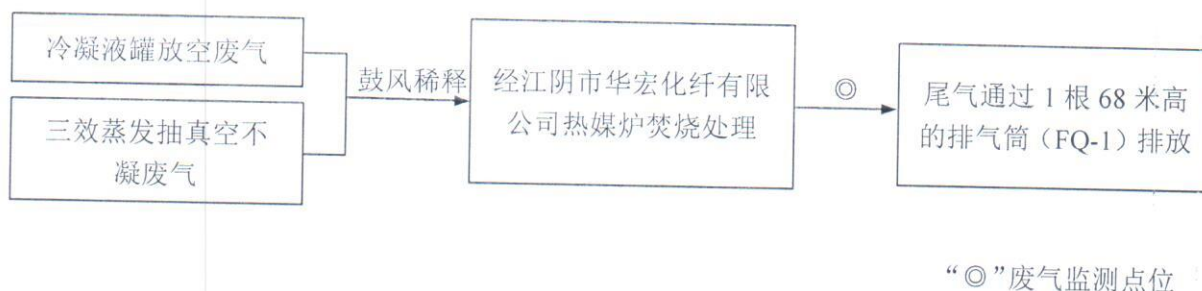 冷凝液罐放空废气
三效蒸发抽真空不
凝废气
鼓风稀释
经江阴市华宏化纤有限
公司热媒炉焚烧处理
◎
尾气通过 1 根 68 米高
的排气筒（FQ-1）排放
“◎”废气监测点位